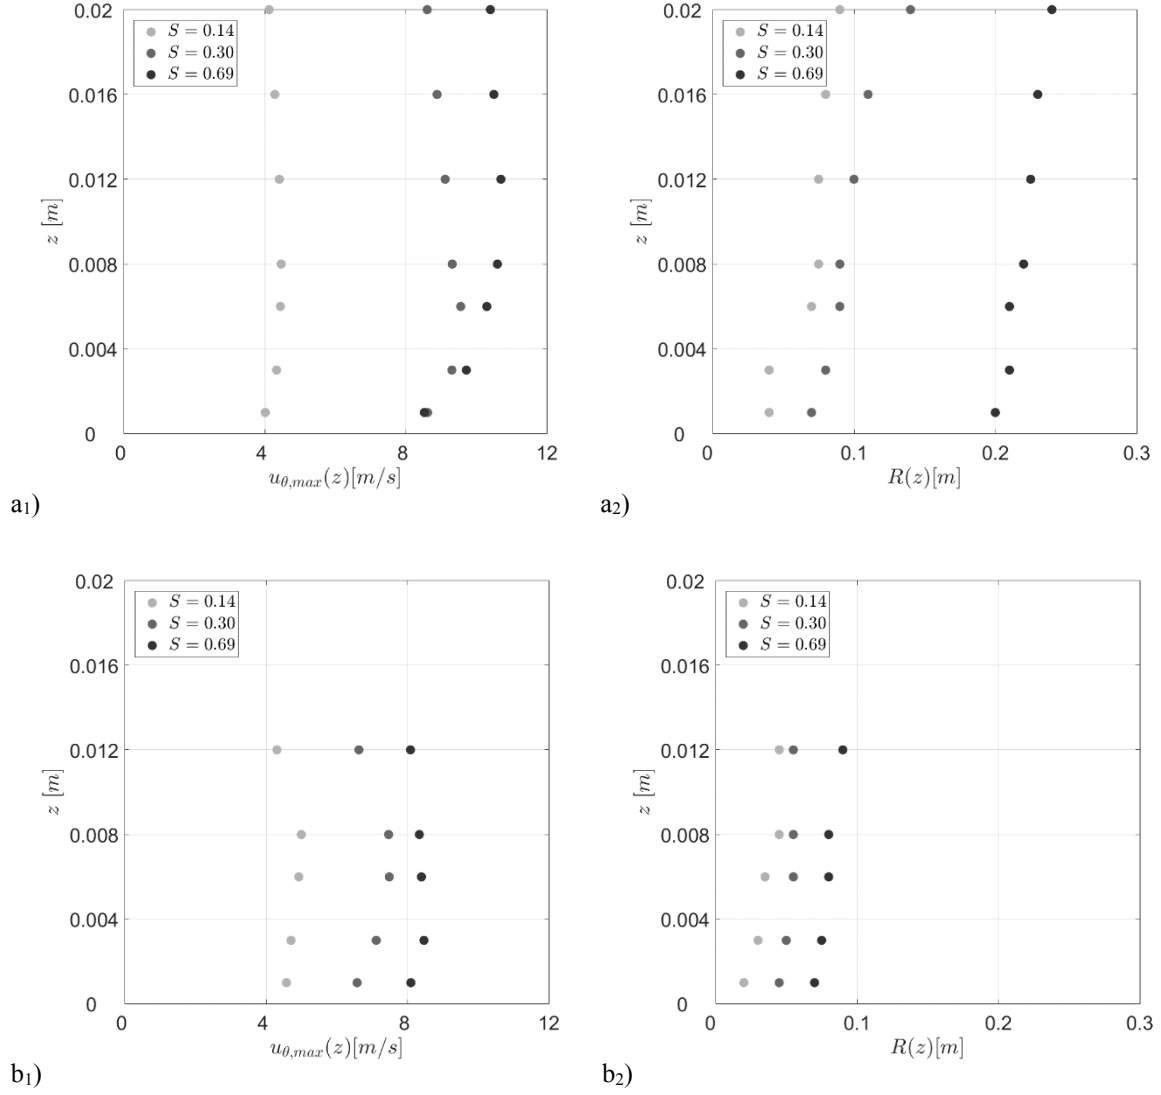 0.02
S = 0.14
S = 0.30
S = 0.69
0.016
0.012
z [m]
0.008
0.004
0
0 4 8 12
uθ,max(z)[m/s]
a1)
0.02
S = 0.14
S = 0.30
S = 0.69
0.016
0.012
z [m]
0.008
0.004
0
0 0.1 0.2 0.3
R(z)[m]
a2)
0.02
S = 0.14
S = 0.30
S = 0.69
0.016
0.012
z [m]
0.008
0.004
0
0 4 8 12
uθ,max(z)[m/s]
b1)
0.02
S = 0.14
S = 0.30
S = 0.69
0.016
0.012
z [m]
0.008
0.004
0
0 0.1 0.2 0.3
R(z)[m]
b2)